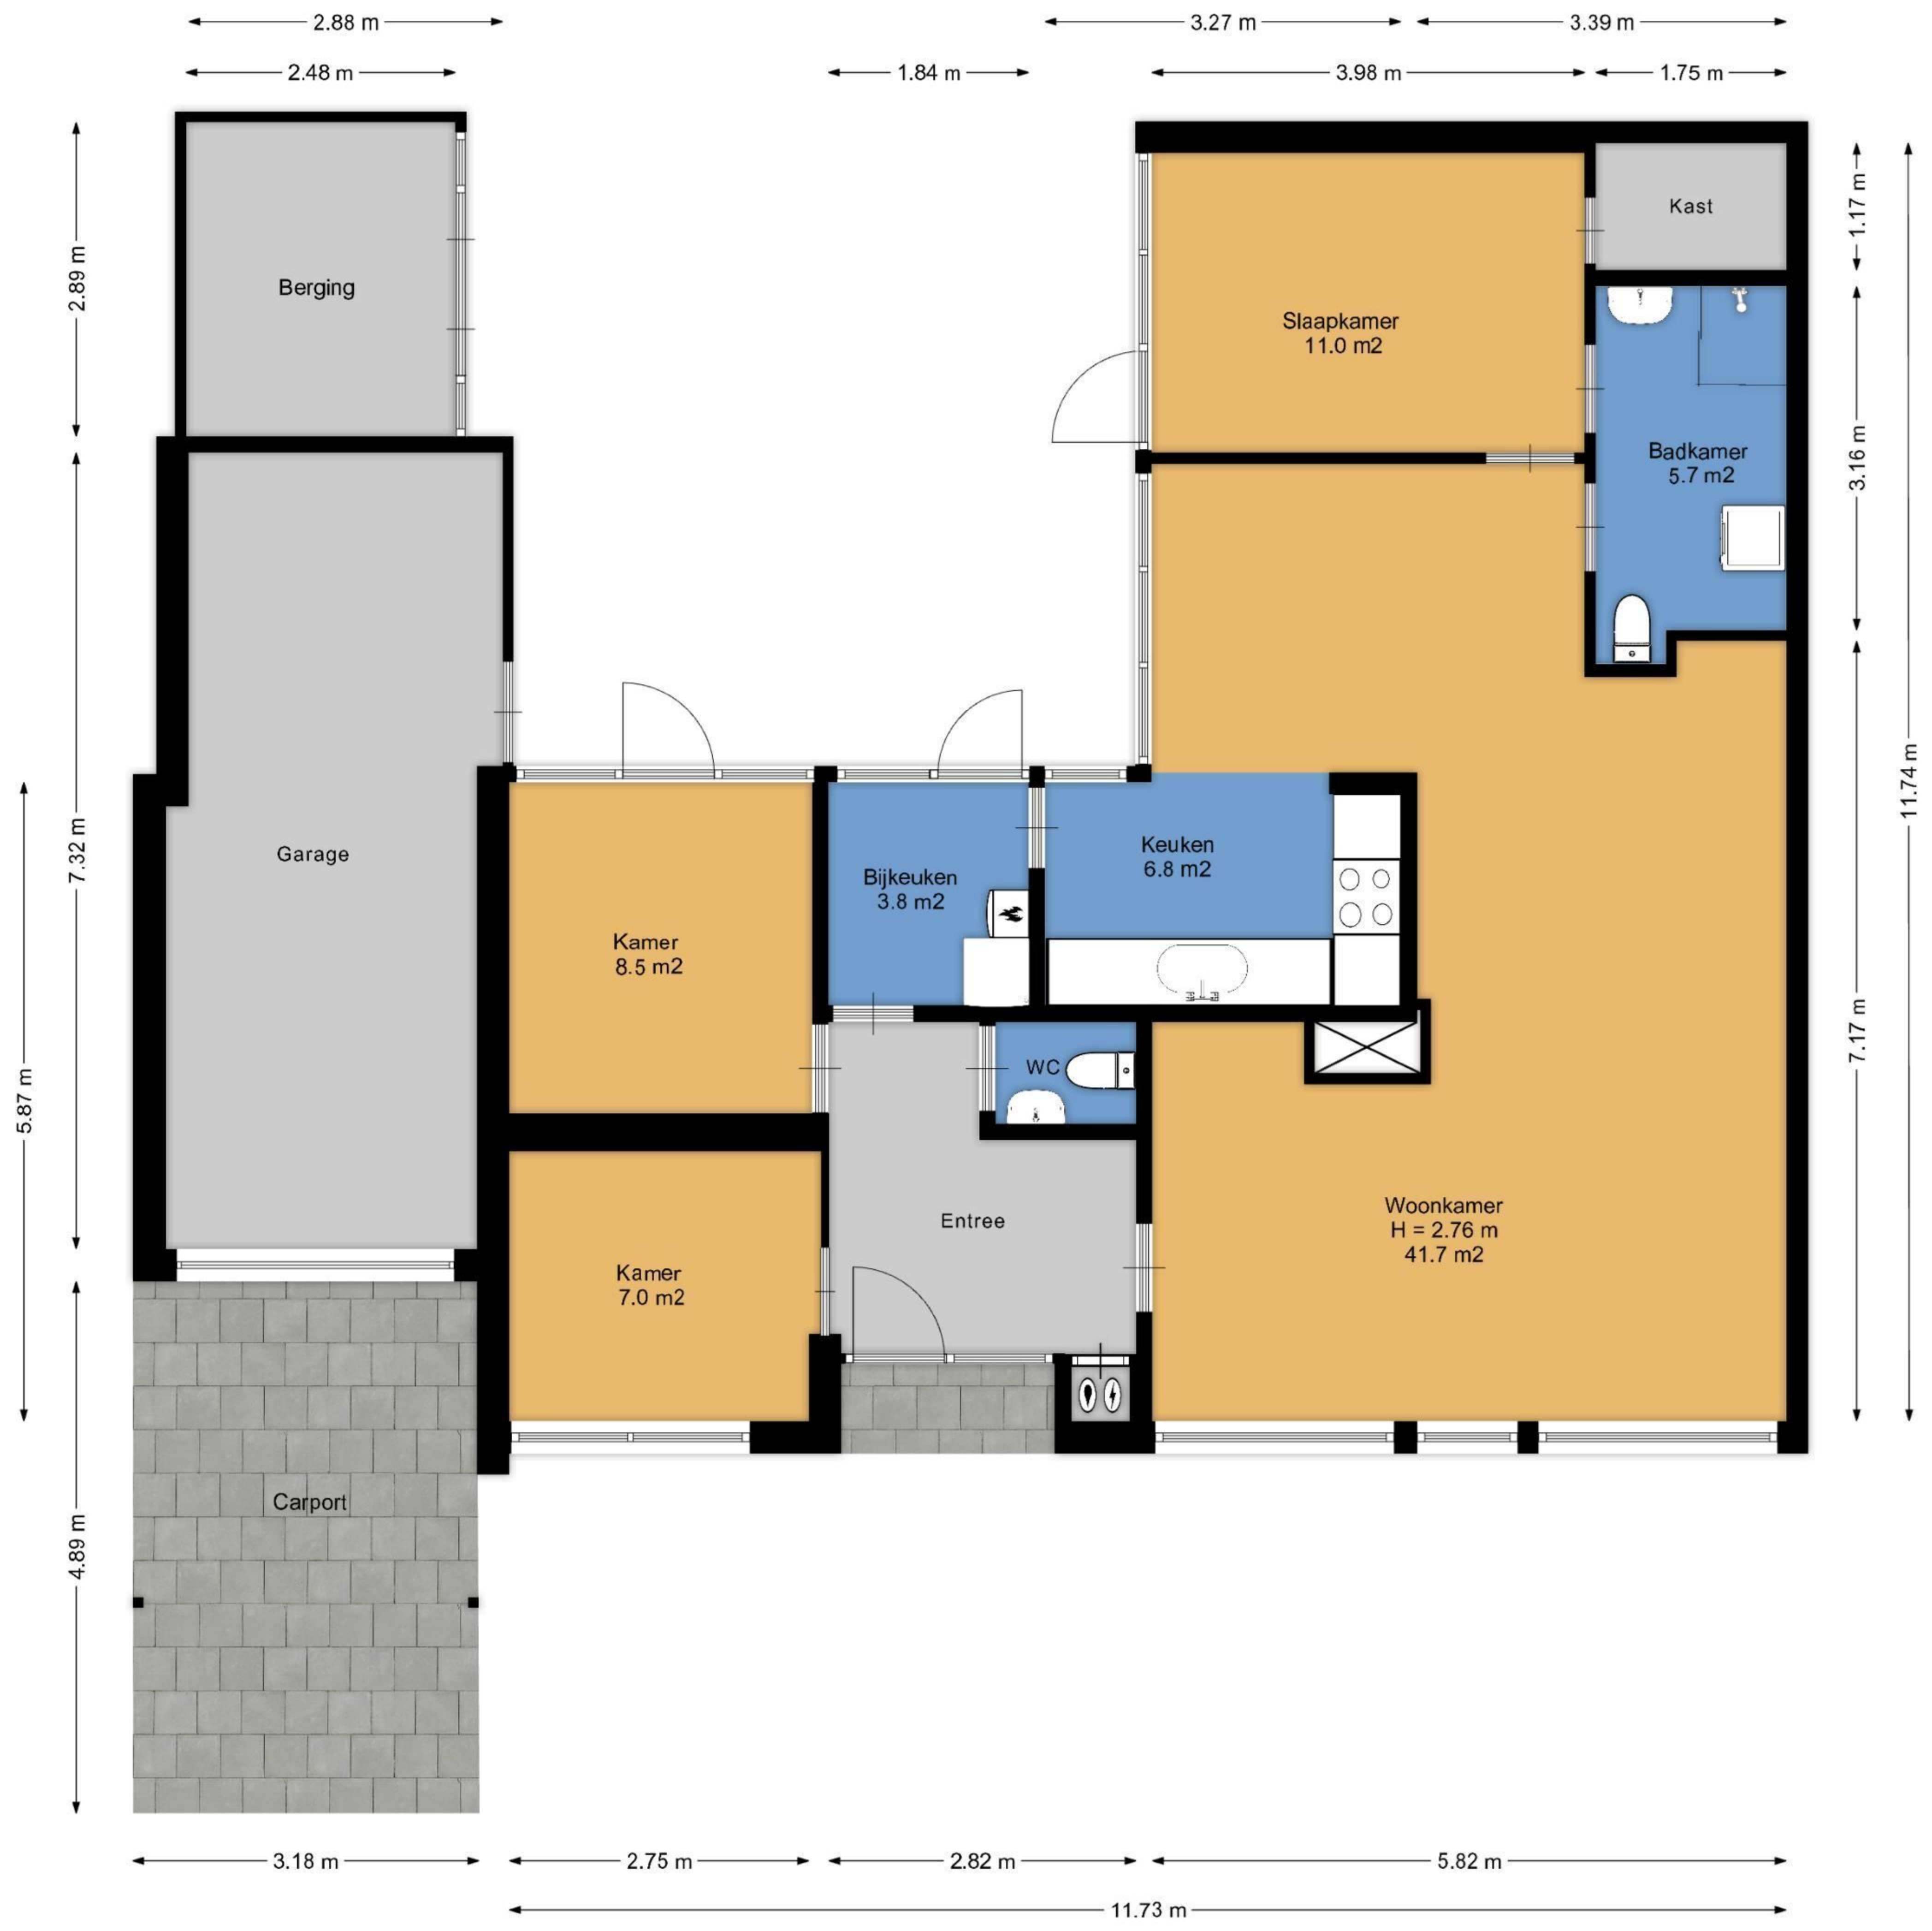 2.88 m
3.27 m
3.39 m
2.48 m
1.84 m
3.98 m
1.75 m
Kast
1.17 m
2.89 m
Berging
Slaapkamer
11.0 m2
Badkamer
5.7 m2
3.16 m
11.74 m
7.32 m
Garage
Keuken
6.8 m2
Bijkeuken
3.8 m2
Kamer
8.5 m2
7.17 m
5.87 m
WC
Entree
Woonkamer
H = 2.76 m
41.7 m2
Kamer
7.0 m2
Carport
4.89 m
3.18 m
2.75 m
2.82 m
5.82 m
11.73 m